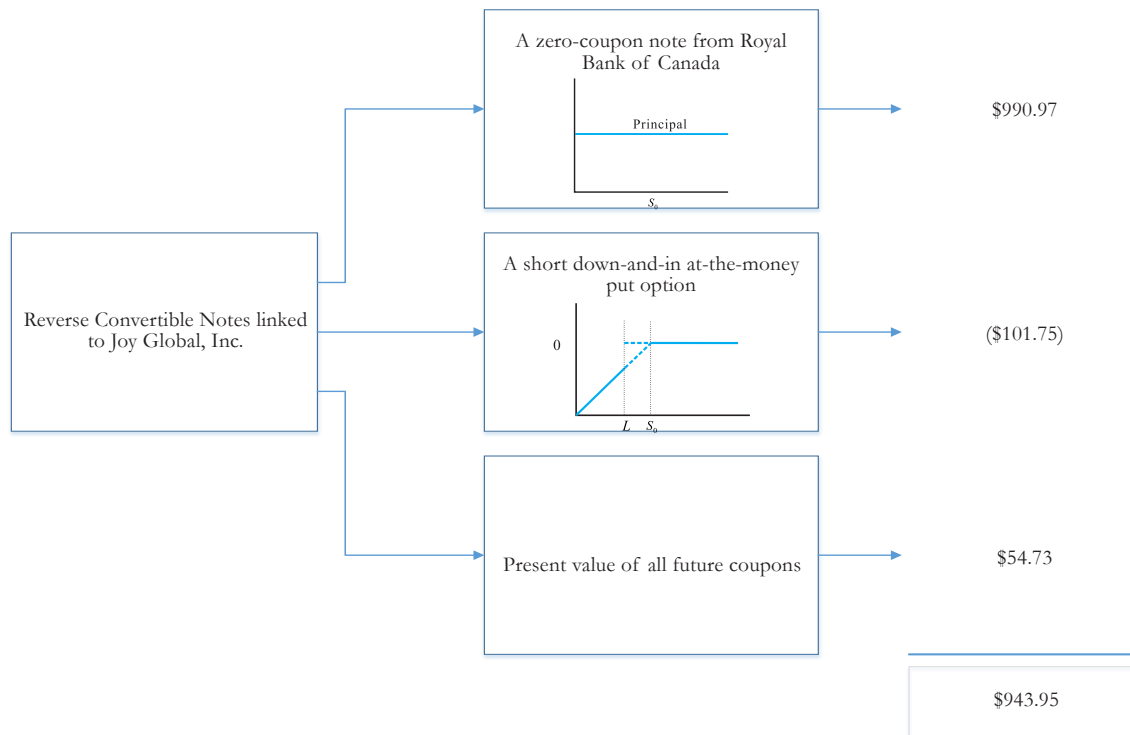 A zero-coupon note from Royal
Bank of Canada
Principal
S₀
$990.97
Reverse Convertible Notes linked
to Joy Global, Inc.
A short down-and-in at-the-money
put option
0
L S₀
($101.75)
Present value of all future coupons
$54.73
$943.95